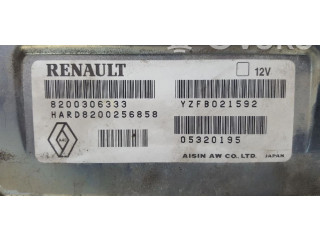 RENAULT
12V
8200306333
YZFB021592
HARD8200256858
05320195
AISIN AW CO. LTD JAPAN